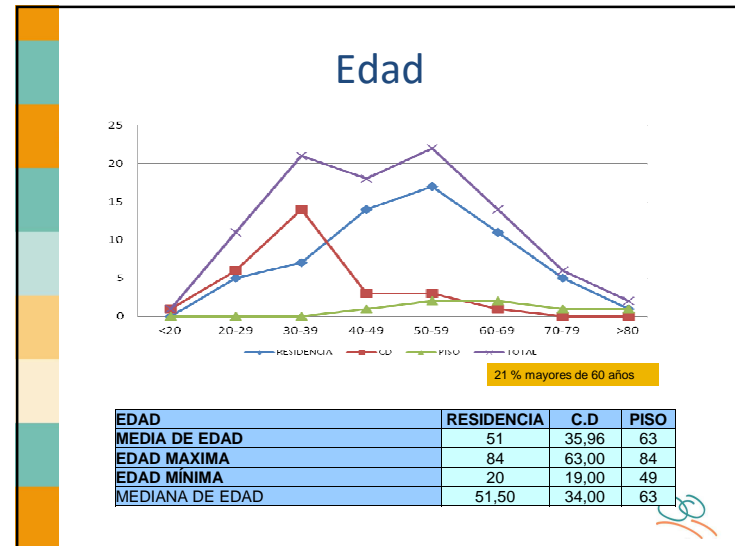 Edad
25
20
15
10
5
0
<20 20-29 30-39 40-49 50-59 60-69 70-79 >80
RESIDENCIA CD PISO TOTAL
21 % mayores de 60 años
EDAD RESIDENCIA C.D PISO
MEDIA DE EDAD 51 35,96 63
EDAD MAXIMA 84 63,00 84
EDAD MÍNIMA 20 19,00 49
MEDIANA DE EDAD 51,50 34,00 63